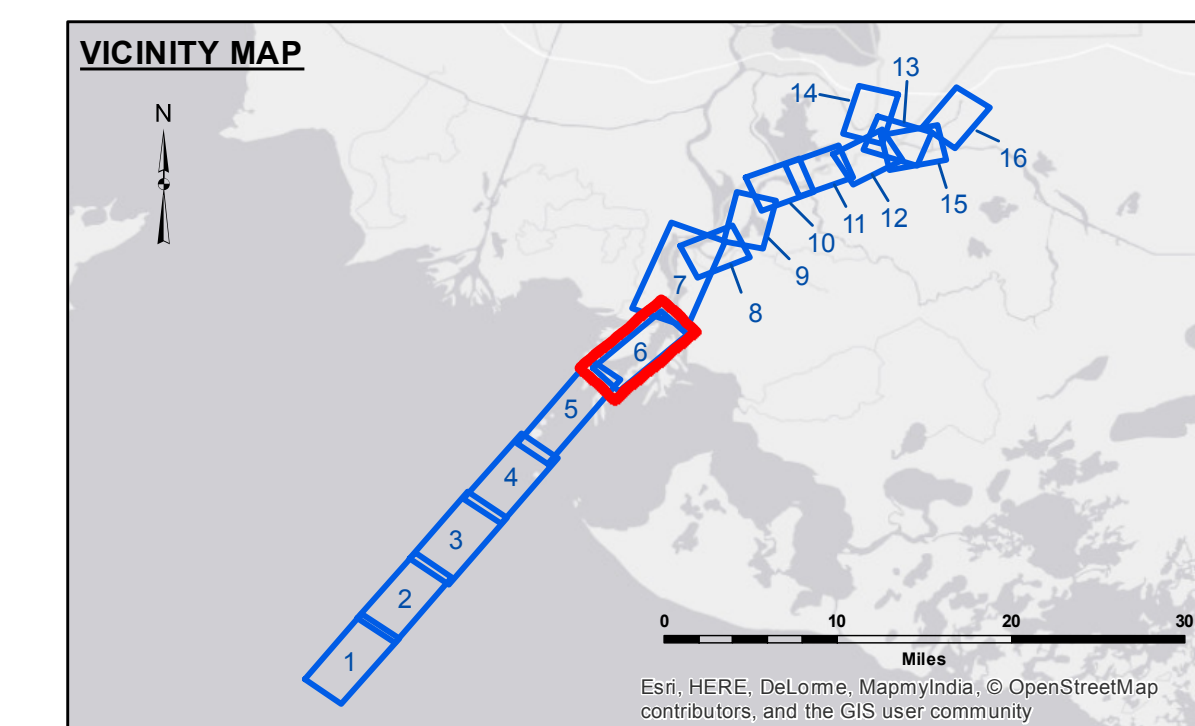 VICINITY MAP
N
13
14
16
15
12
11
10
9
8
7
6
5
4
3
2
1
0 10 20 30
Miles
Esri, HERE, DeLorme, MapmyIndia, © OpenStreetMap
contributors, and the GIS user community